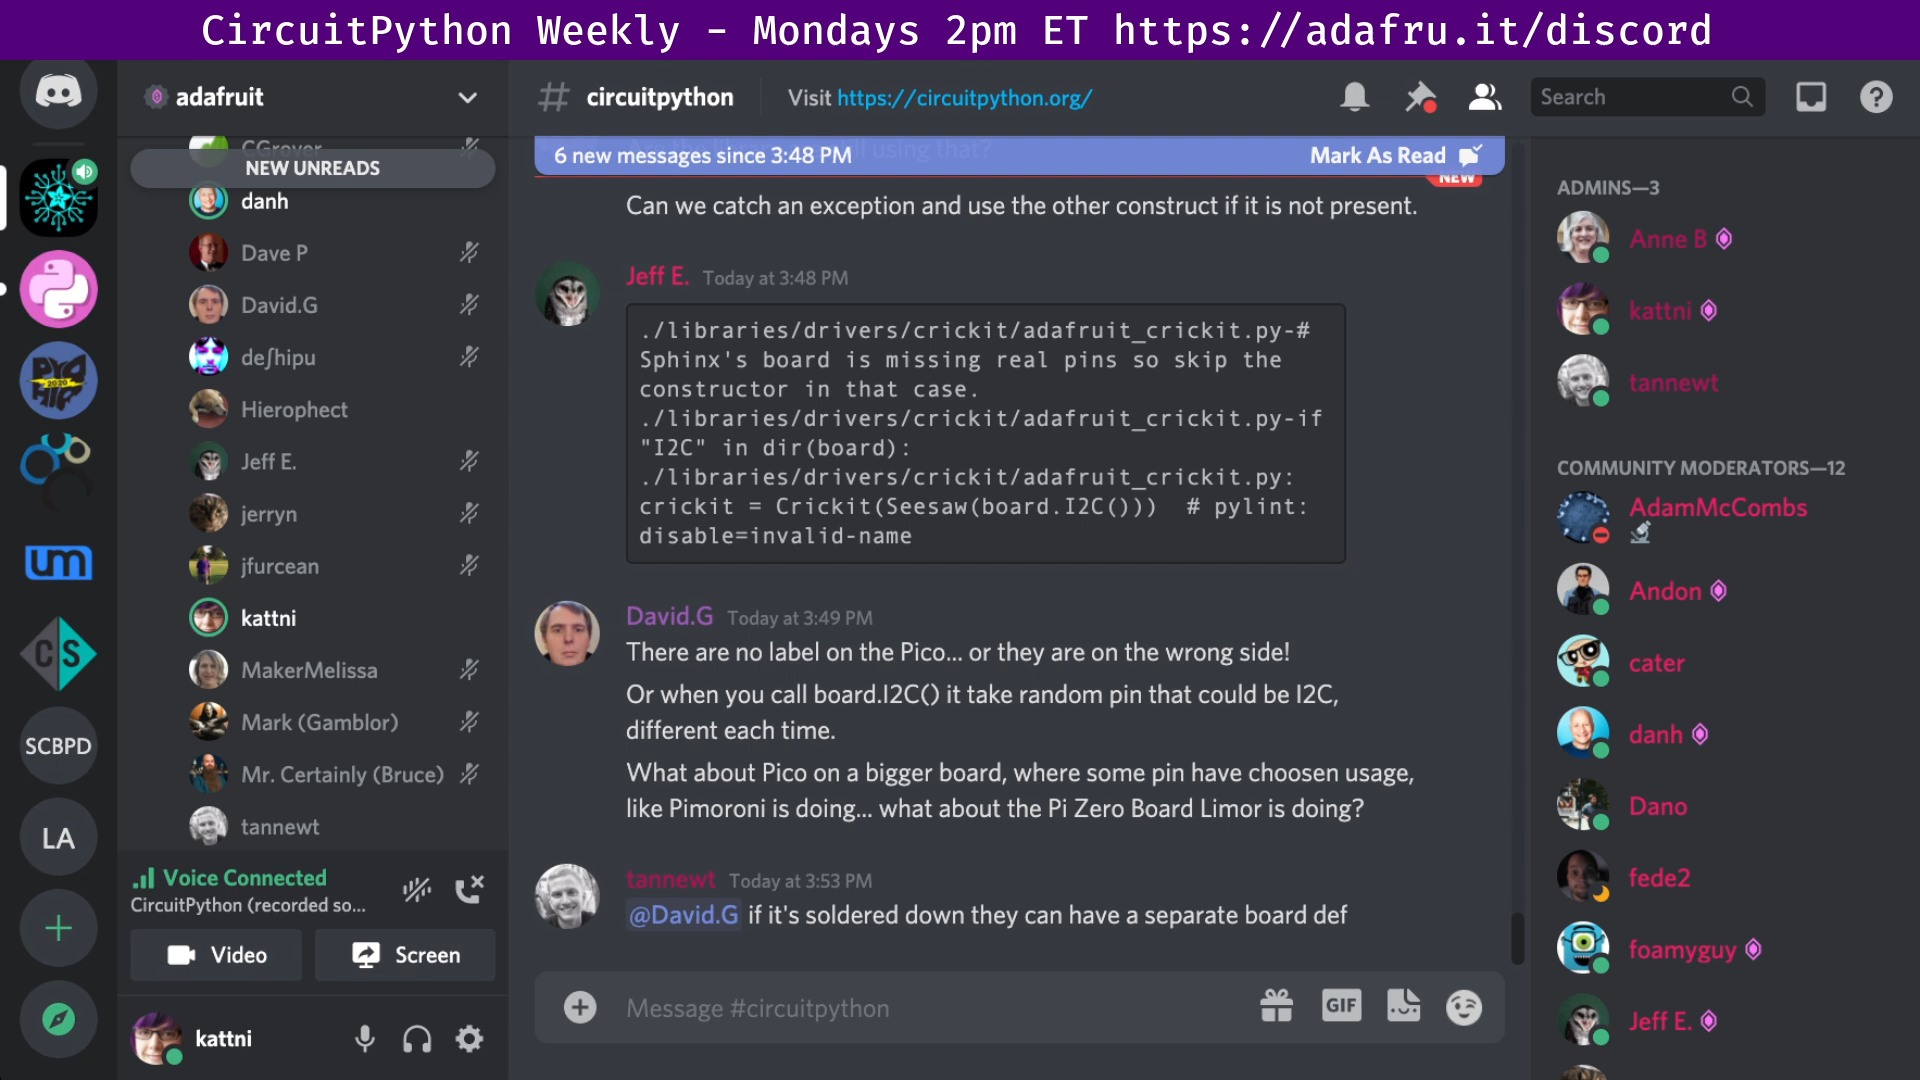 CircuitPython Weekly - Mondays 2pm ET https://adafru.it/discord
adafruit
CGrover
NEW UNREADS
danh
Dave P
David.G
deʃhipu
Hierophect
Jeff E.
jerryn
jfurcean
kattni
MakerMelissa
Mark (Gamblor)
Mr. Certainly (Bruce)
tannewt
Voice Connected
CircuitPython (recorded so...
Video
Screen
kattni
PYO
2020
HIP
um
CS
SCBPD
LA
circuitpython
Visit https://circuitpython.org/
Search
6 new messages since 3:48 PM
using that?
Mark As Read
NEW
Can we catch an exception and use the other construct if it is not present.
Jeff E. Today at 3:48 PM
./libraries/drivers/crickit/adafruit_crickit.py-#
Sphinx's board is missing real pins so skip the
constructor in that case.
./libraries/drivers/crickit/adafruit_crickit.py-if
"I2C" in dir(board):
./libraries/drivers/crickit/adafruit_crickit.py:
crickit = Crickit(Seesaw(board.I2C()))  # pylint:
disable=invalid-name
David.G Today at 3:49 PM
There are no label on the Pico... or they are on the wrong side!
Or when you call board.I2C() it take random pin that could be I2C,
different each time.
What about Pico on a bigger board, where some pin have choosen usage,
like Pimoroni is doing... what about the Pi Zero Board Limor is doing?
tannewt Today at 3:53 PM
@David.G if it's soldered down they can have a separate board def
Message #circuitpython
GIF
ADMINS—3
Anne B
kattni
tannewt
COMMUNITY MODERATORS—12
AdamMcCombs
Andon
cater
danh
Dano
fede2
foamyguy
Jeff E.